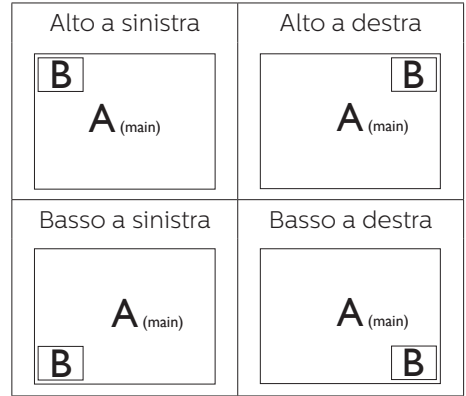 Alto a sinistra
Alto a destra
B
A (main)
B
A (main)
Basso a sinistra
Basso a destra
A (main)
B
A (main)
B